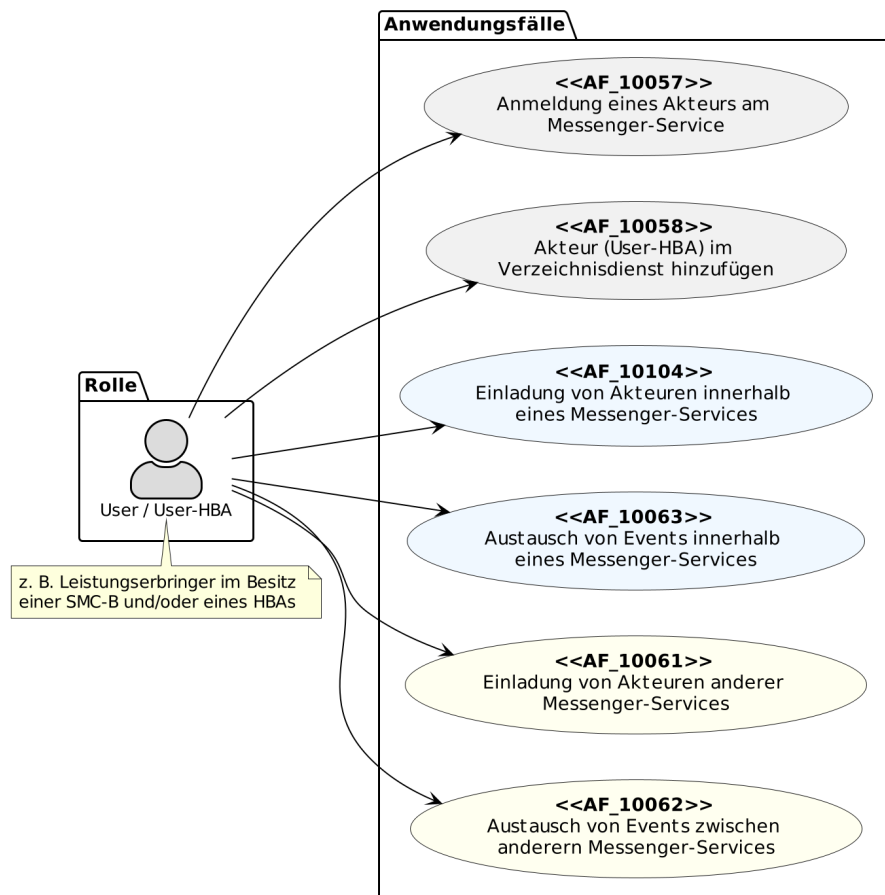 Anwendungsfälle
<<AF_10057>>
Anmeldung eines Akteurs am
Messenger-Service
<<AF_10058>>
Akteur (User-HBA) im
Verzeichnisdienst hinzufügen
<<AF_10104>>
Einladung von Akteuren innerhalb
eines Messenger-Services
Rolle
User / User-HBA
<<AF_10063>>
Austausch von Events innerhalb
eines Messenger-Services
z. B. Leistungserbringer im Besitz
einer SMC-B und/oder eines HBAs
<<AF_10061>>
Einladung von Akteuren anderer
Messenger-Services
<<AF_10062>>
Austausch von Events zwischen
anderern Messenger-Services